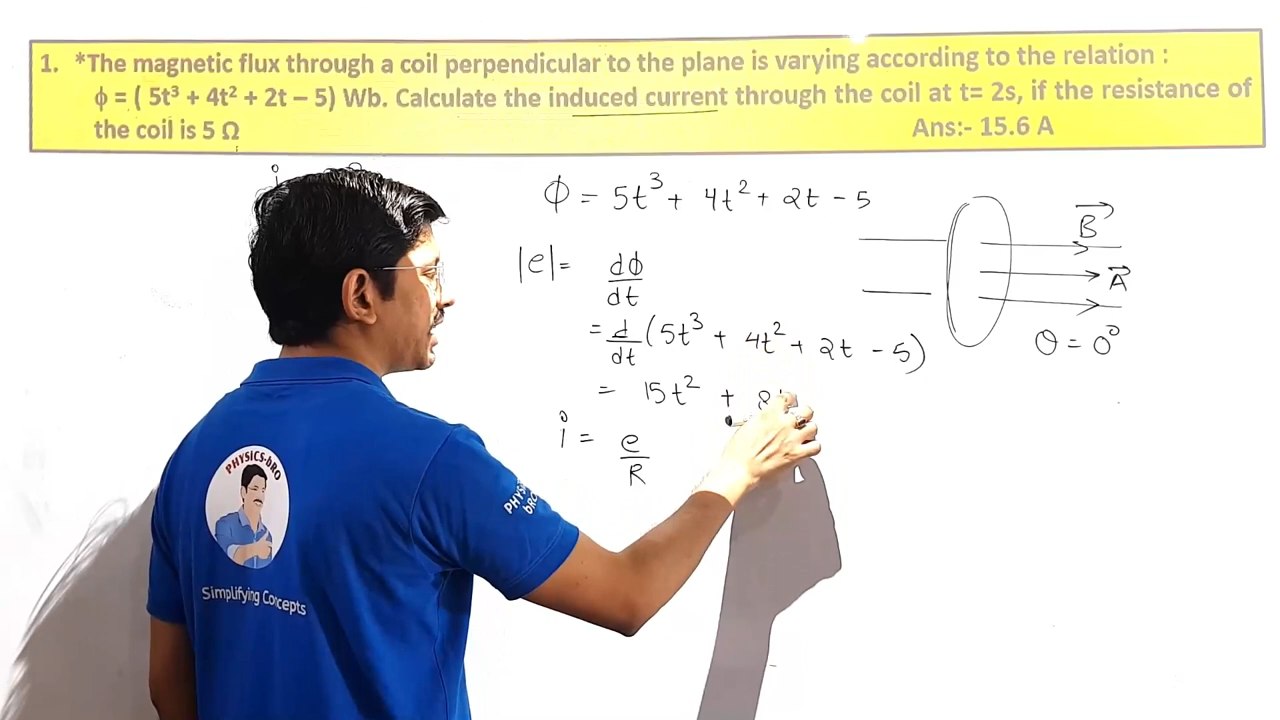 1. *The magnetic flux through a coil perpendicular to the plane is varying according to the relation :
ϕ = ( 5t³ + 4t² + 2t – 5) Wb. Calculate the induced current through the coil at t= 2s, if the resistance of
the coil is 5 Ω
Ans:- 15.6 A
i
ϕ = 5t³ + 4t² + 2t - 5
|e| = dϕ/dt
= d/dt (5t³ + 4t² + 2t - 5)
= 15t² + 8t
i = e/R
B⃗
A⃗
θ = 0°
PHYSICS-bRO
Simplifying Concepts
PHYS
bRO